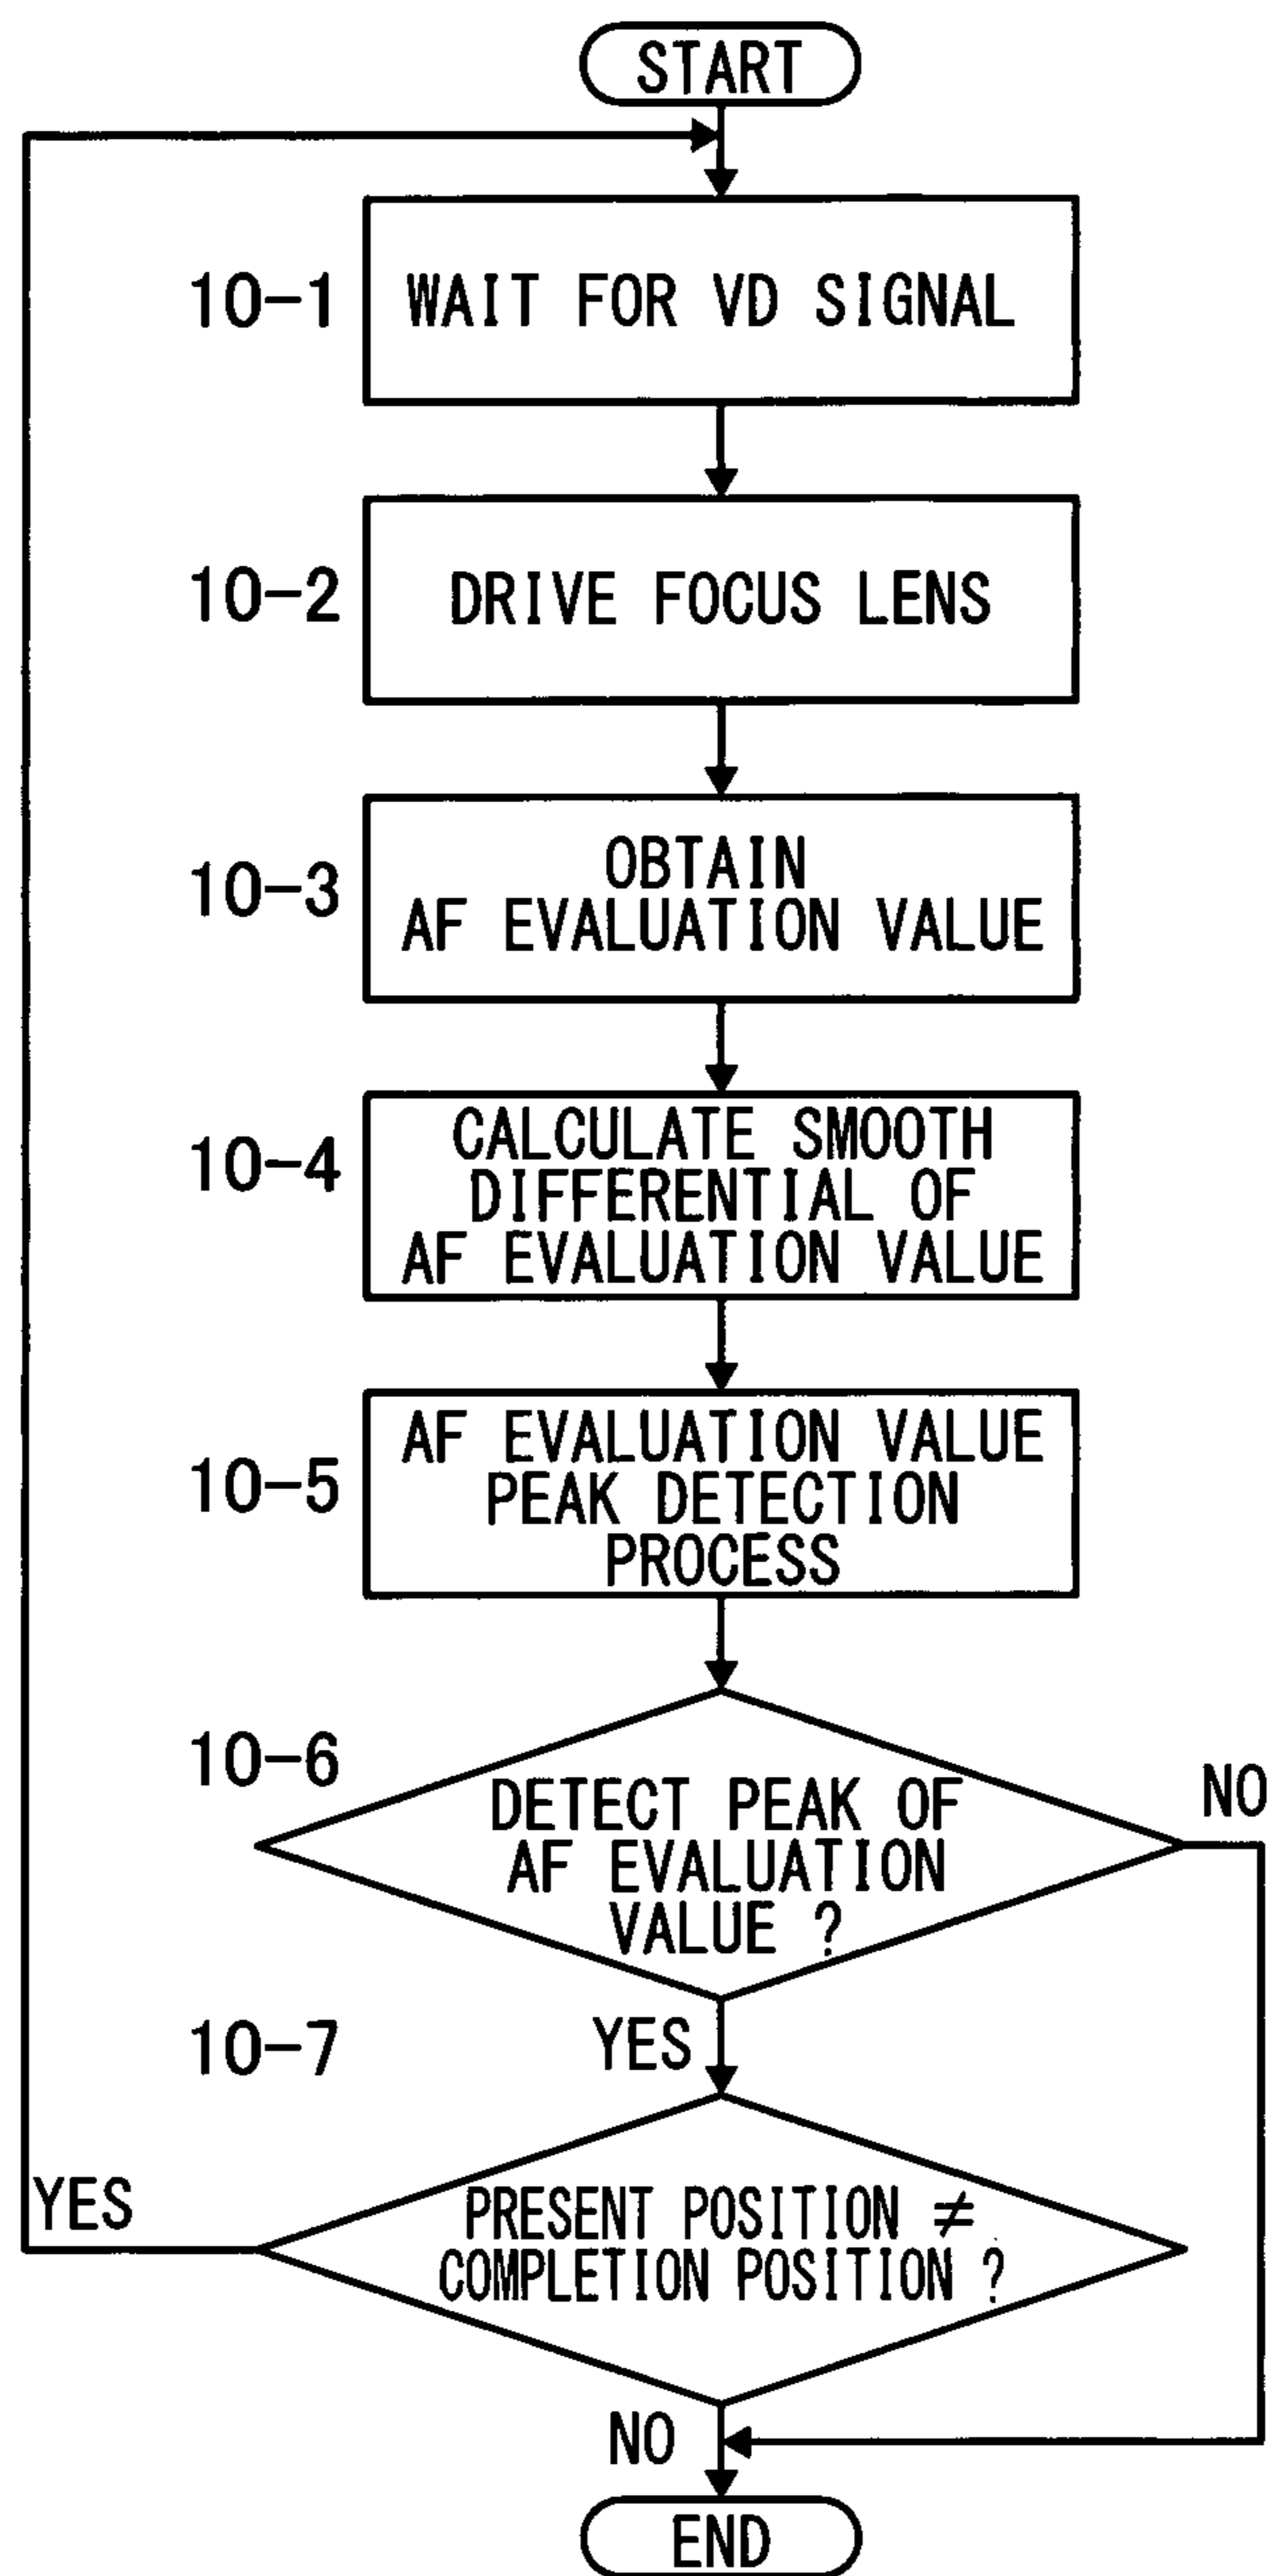 START
10-1
WAIT FOR VD SIGNAL
10-2
DRIVE FOCUS LENS
10-3
OBTAIN
AF EVALUATION VALUE
10-4
CALCULATE SMOOTH
DIFFERENTIAL OF
AF EVALUATION VALUE
10-5
AF EVALUATION VALUE
PEAK DETECTION
PROCESS
10-6
DETECT PEAK OF
AF EVALUATION
VALUE ?
NO
YES
10-7
PRESENT POSITION ≠
COMPLETION POSITION ?
YES
NO
END